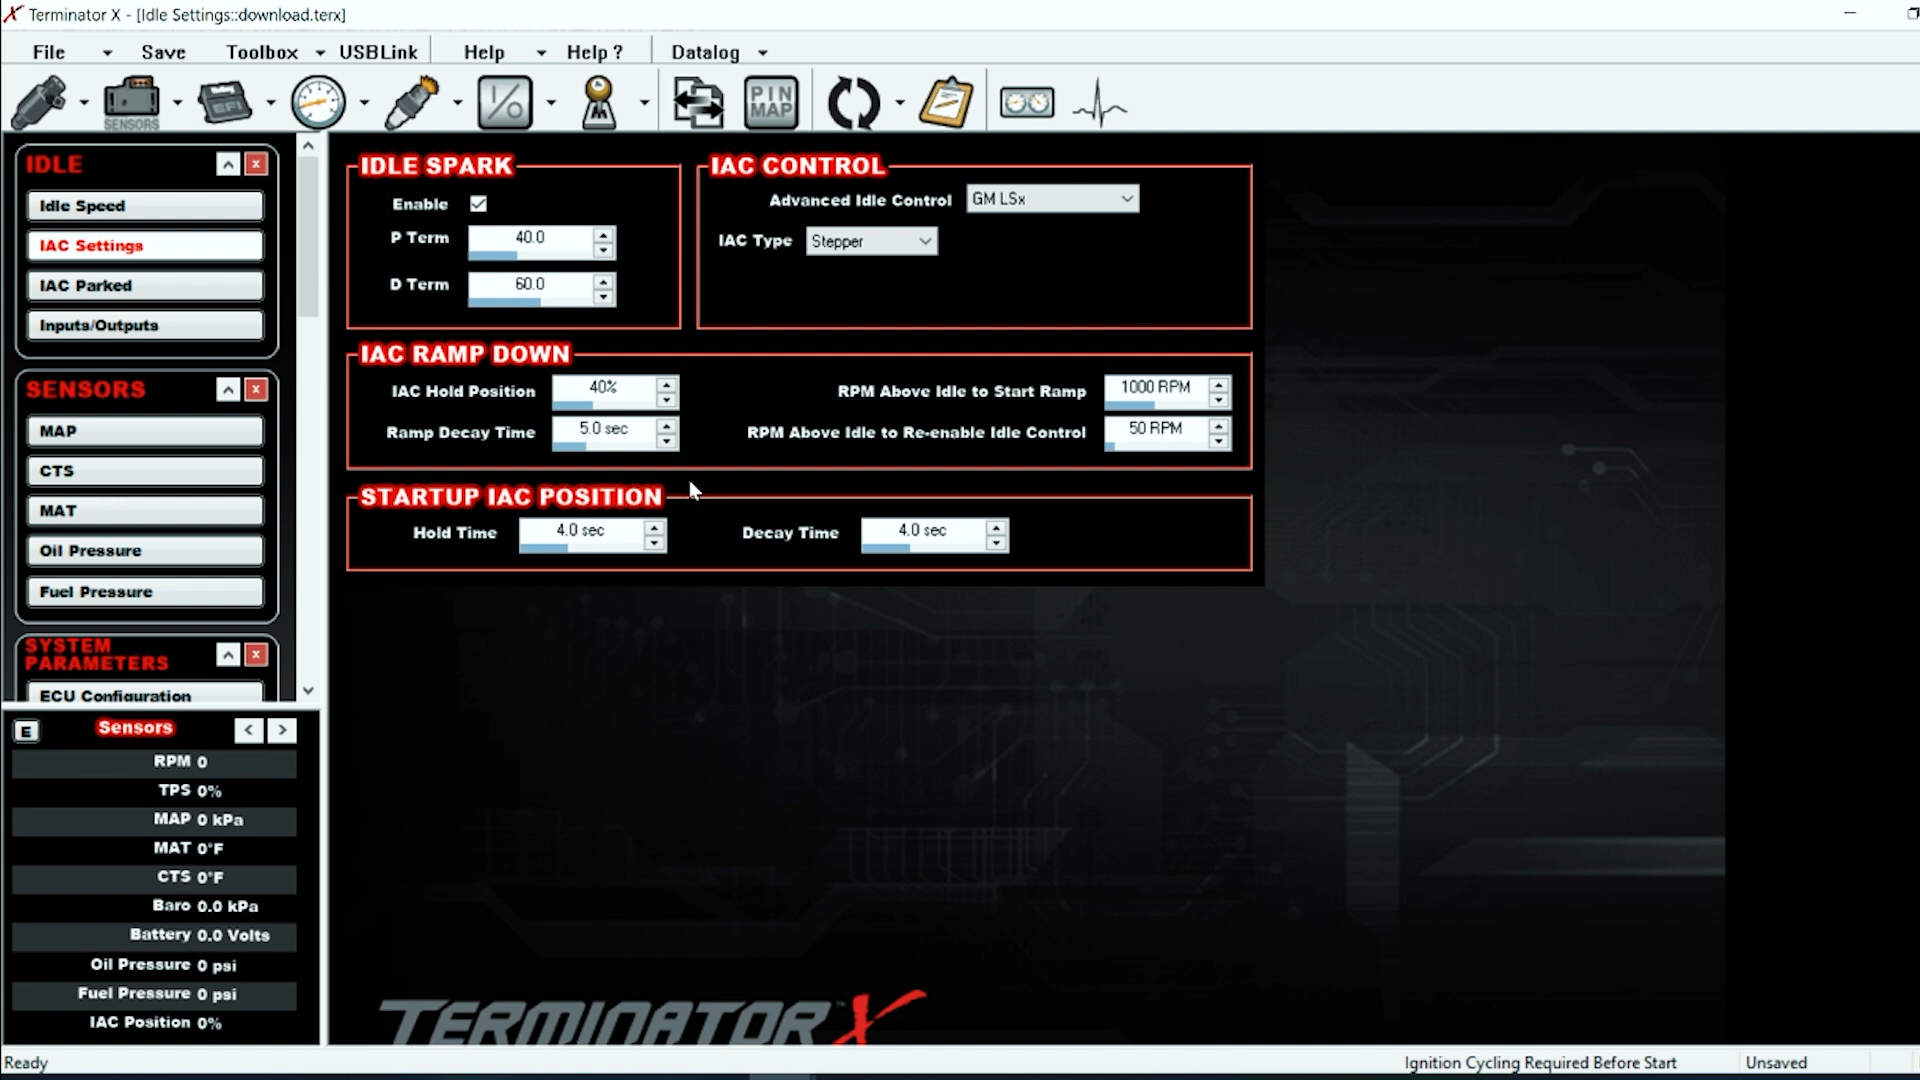 Terminator X - [Idle Settings::download.terx]
File Save Toolbox USBLink Help Help ? Datalog
SENSORS
Holley
EFI
I/O
PIN
MAP
IDLE
Idle Speed
IAC Settings
IAC Parked
Inputs/Outputs
SENSORS
MAP
CTS
MAT
Oil Pressure
Fuel Pressure
SYSTEM
PARAMETERS
ECU Configuration
E Sensors < >
RPM 0
TPS 0%
MAP 0 kPa
MAT 0°F
CTS 0°F
Baro 0.0 kPa
Battery 0.0 Volts
Oil Pressure 0 psi
Fuel Pressure 0 psi
IAC Position 0%
IDLE SPARK
Enable
P Term 40.0
D Term 60.0
IAC CONTROL
Advanced Idle Control GM LSx
IAC Type Stepper
IAC RAMP DOWN
IAC Hold Position 40% RPM Above Idle to Start Ramp 1000 RPM
Ramp Decay Time 5.0 sec RPM Above Idle to Re-enable Idle Control 50 RPM
STARTUP IAC POSITION
Hold Time 4.0 sec Decay Time 4.0 sec
TERMINATOR X
Ready Ignition Cycling Required Before Start Unsaved